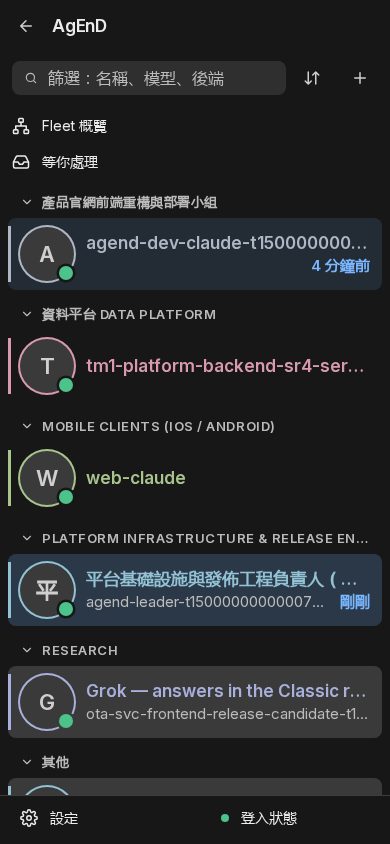 AgEnD
篩選：名稱、模型、後端
Fleet 概覽
等你處理
產品官網前端重構與部署小組
A
agend-dev-claude-t150000000...
4 分鐘前
資料平台 DATA PLATFORM
T
tm1-platform-backend-sr4-ser...
MOBILE CLIENTS (IOS / ANDROID)
W
web-claude
PLATFORM INFRASTRUCTURE & RELEASE EN...
平
平台基礎設施與發佈工程負責人（ ...
agend-leader-t15000000000007... 剛剛
RESEARCH
G
Grok — answers in the Classic r...
ota-svc-frontend-release-candidate-t1...
其他
設定
登入狀態